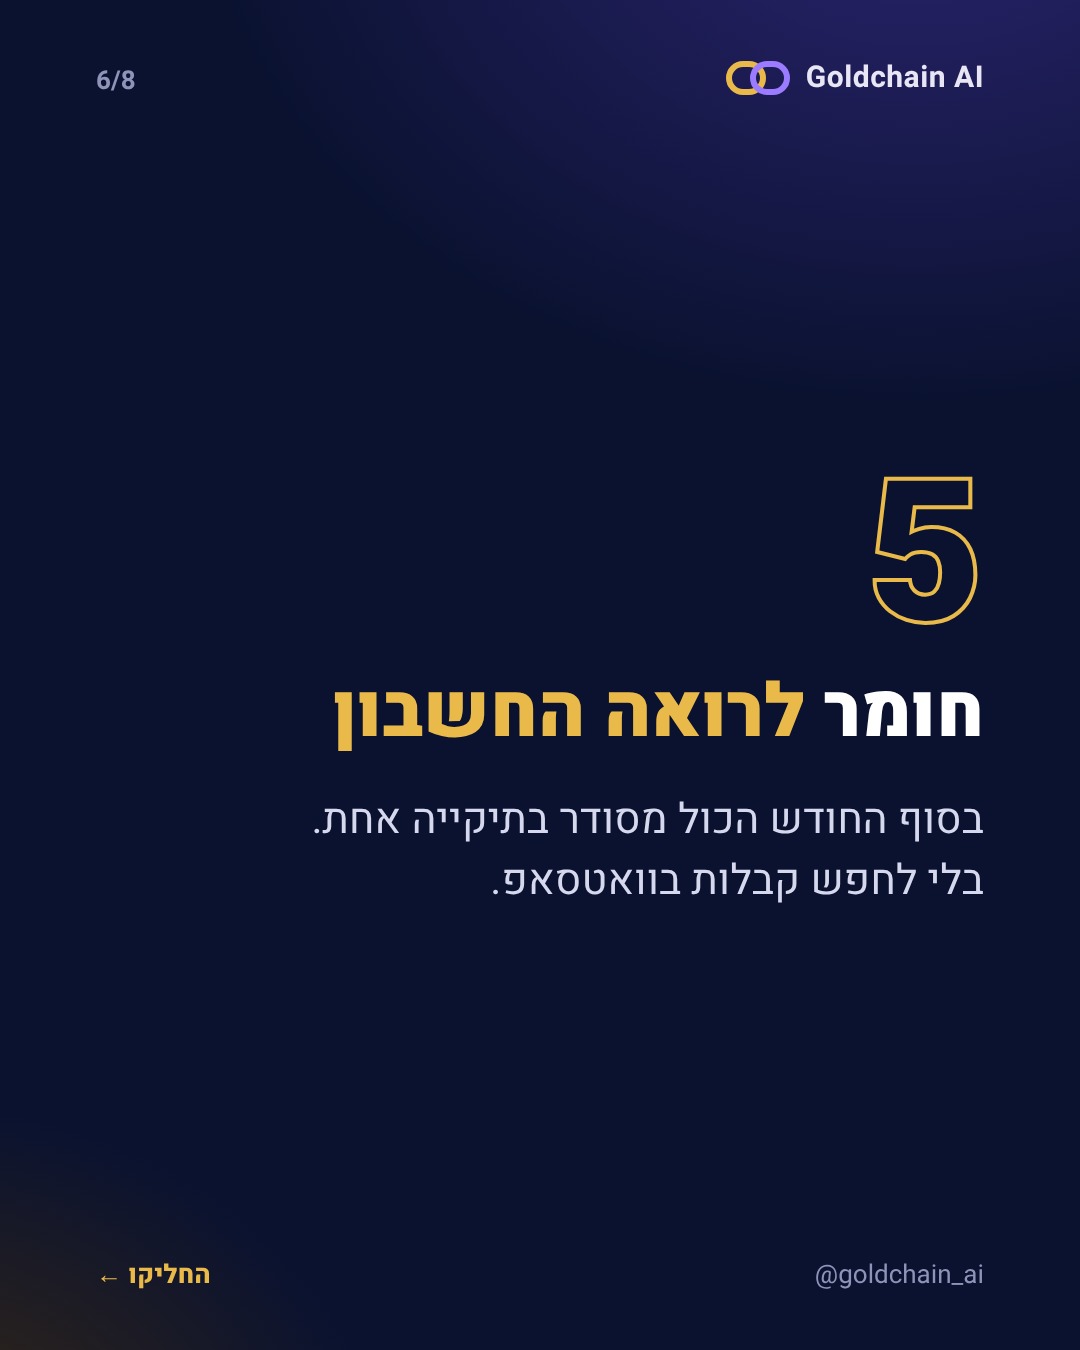 Goldchain AI
6/8
5
חומר לרואה החשבון
בסוף החודש הכול מסודר בתיקייה אחת.
בלי לחפש קבלות בוואטסאפ.
@goldchain_ai
החליקו ←